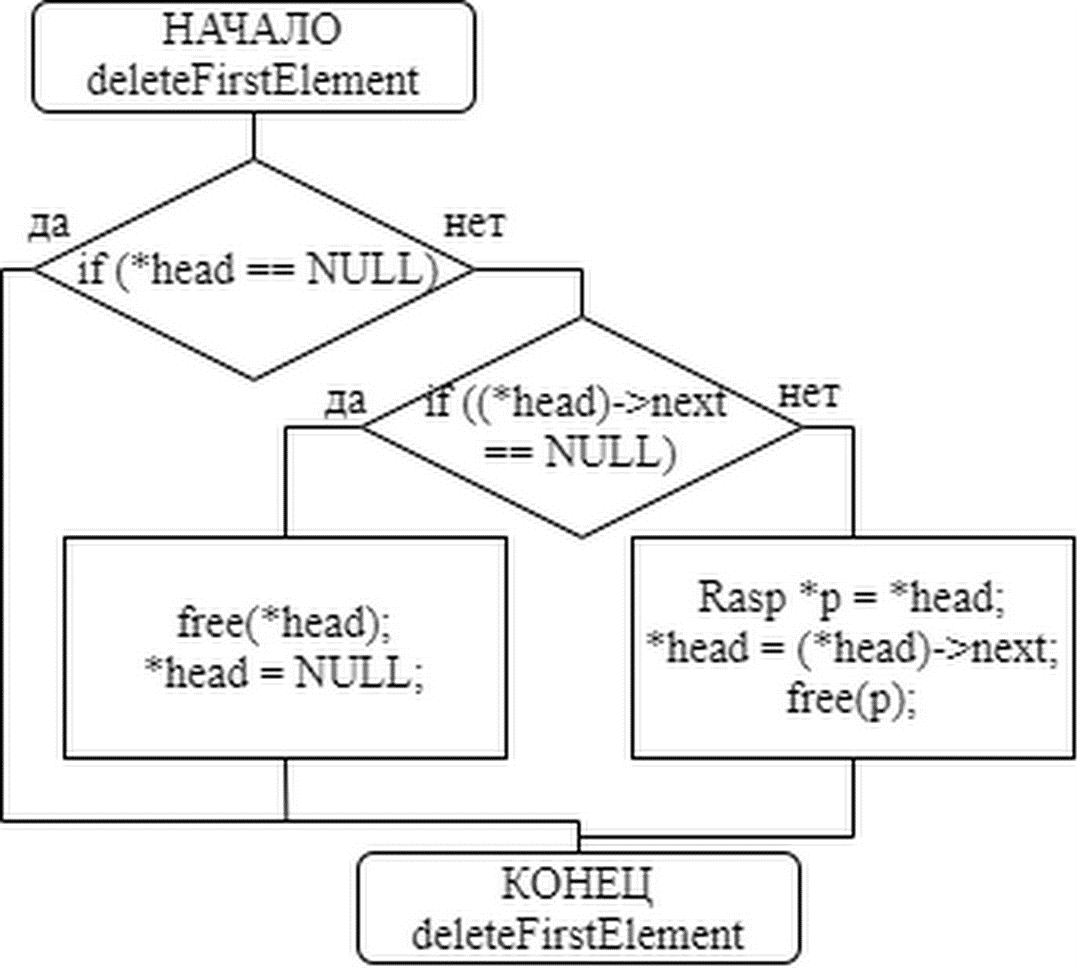 НАЧАЛО
deleteFirstElement
да
нет
if (*head == NULL)
да
нет
if ((*head)->next
== NULL)
free(*head);
*head = NULL;
Rasp *p = *head;
*head = (*head)->next;
free(p);
КОНЕЦ
deleteFirstElement